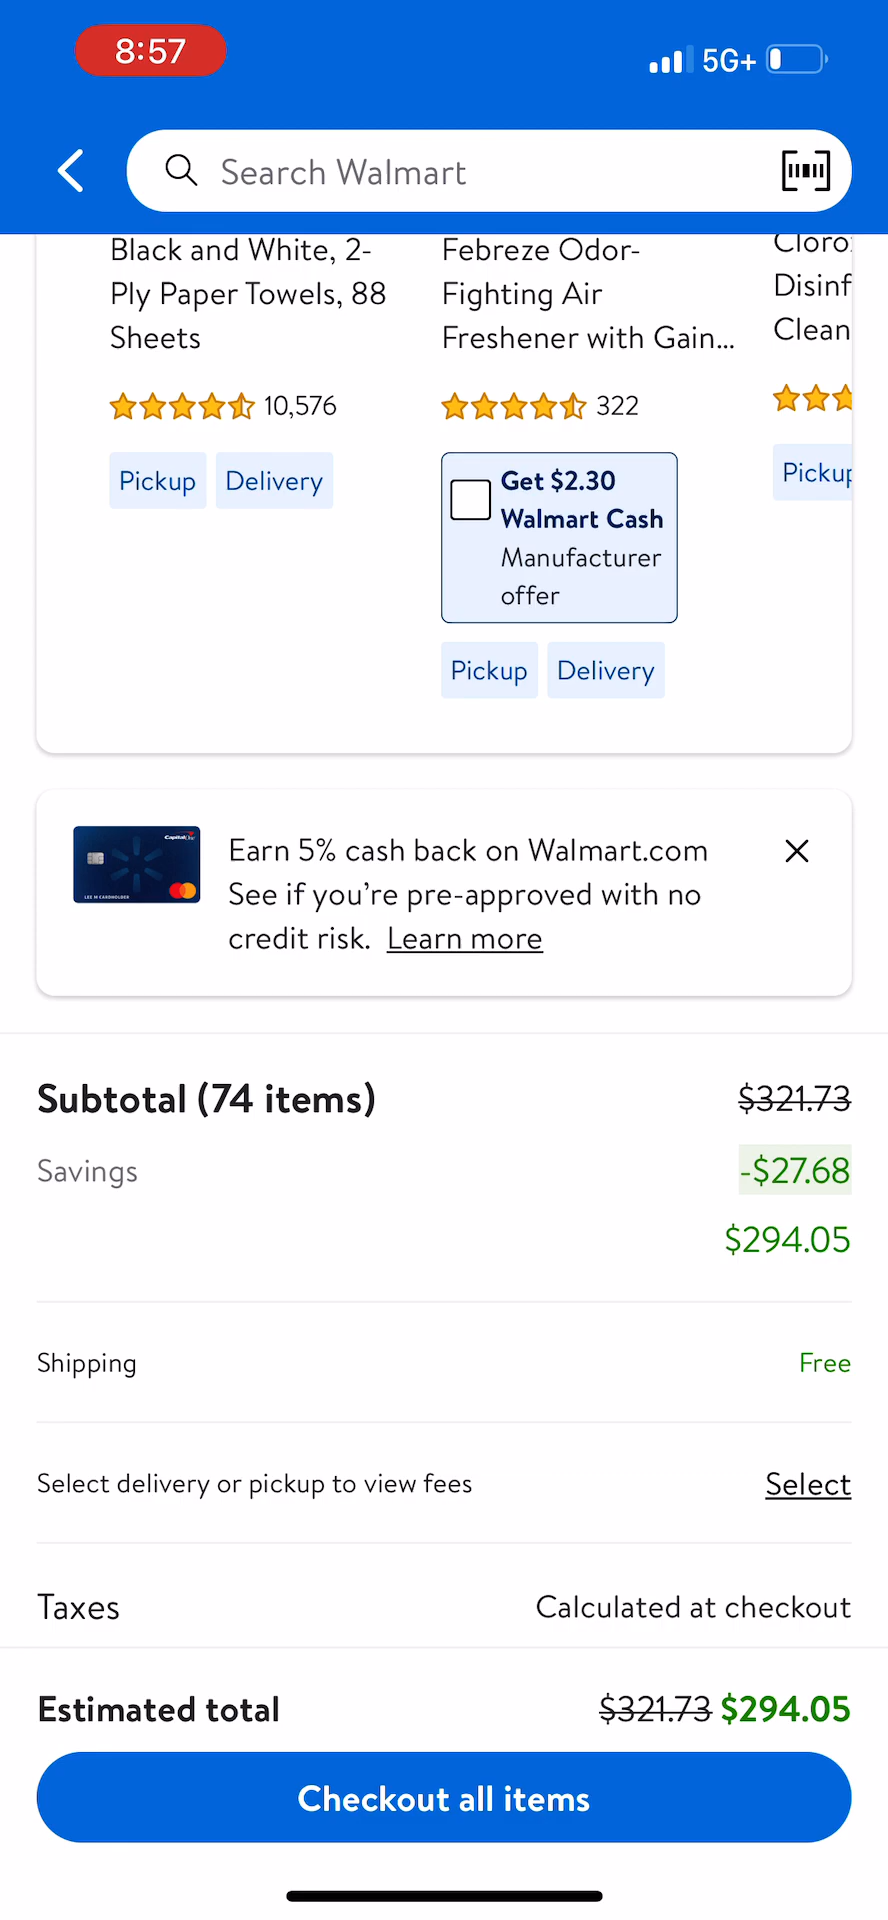 8:57
5G+
Search Walmart
Black and White, 2-
Ply Paper Towels, 88
Sheets
10,576
Pickup Delivery
Febreze Odor-
Fighting Air
Freshener with Gain...
322
Get $2.30
Walmart Cash
Manufacturer
offer
Pickup Delivery
Disinf
Clean
Pickup
Capital One
LEE M CARDHOLDER
Earn 5% cash back on Walmart.com
See if you're pre-approved with no
credit risk. Learn more
Subtotal (74 items) $321.73
Savings -$27.68
$294.05
Shipping Free
Select delivery or pickup to view fees Select
Taxes Calculated at checkout
Estimated total $321.73 $294.05
Checkout all items